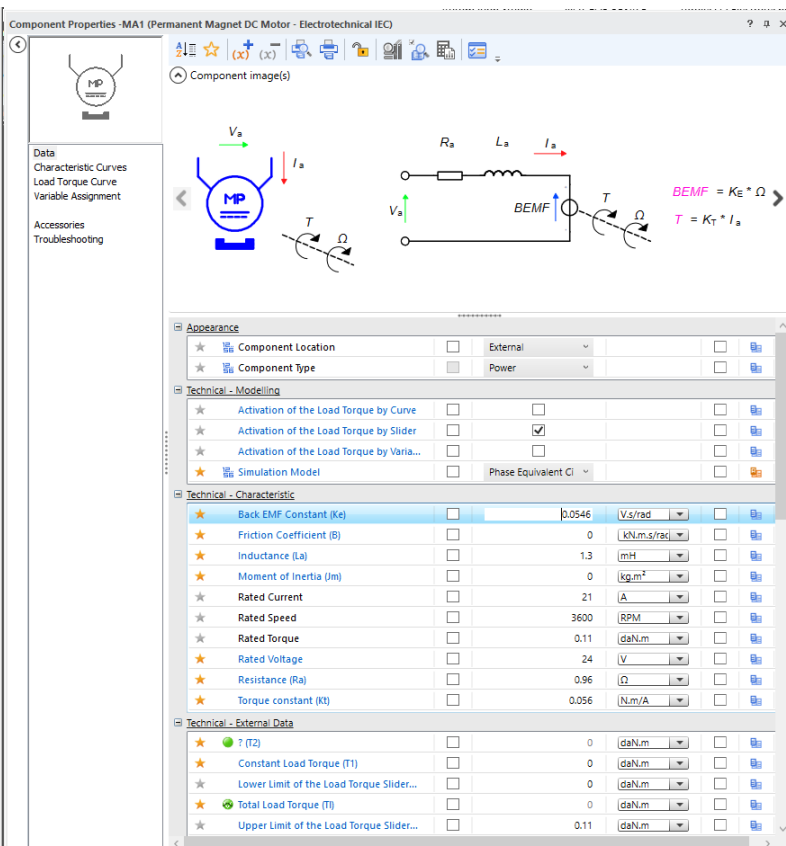 Component Properties -MA1 (Permanent Magnet DC Motor - Electrotechnical IEC)
Component image(s)
MP
Data
Characteristic Curves
Load Torque Curve
Variable Assignment
Accessories
Troubleshooting
Va
Ia
MP
T
Ω
Ra
La
Ia
Va
BEMF
T
Ω
BEMF = KE * Ω
T = KT * Ia
Appearance
Component Location External
Component Type Power
Technical - Modelling
Activation of the Load Torque by Curve
Activation of the Load Torque by Slider
Activation of the Load Torque by Varia...
Simulation Model Phase Equivalent Ci
Technical - Characteristic
Back EMF Constant (Ke) 0.0546 V.s/rad
Friction Coefficient (B) 0 kN.m.s/rac
Inductance (La) 1.3 mH
Moment of Inertia (Jm) 0 kg.m²
Rated Current 21 A
Rated Speed 3600 RPM
Rated Torque 0.11 daN.m
Rated Voltage 24 V
Resistance (Ra) 0.96 Ω
Torque constant (Kt) 0.056 N.m/A
Technical - External Data
? (T2) 0 daN.m
Constant Load Torque (T1) 0 daN.m
Lower Limit of the Load Torque Slider... 0 daN.m
Total Load Torque (Tl) 0 daN.m
Upper Limit of the Load Torque Slider... 0.11 daN.m